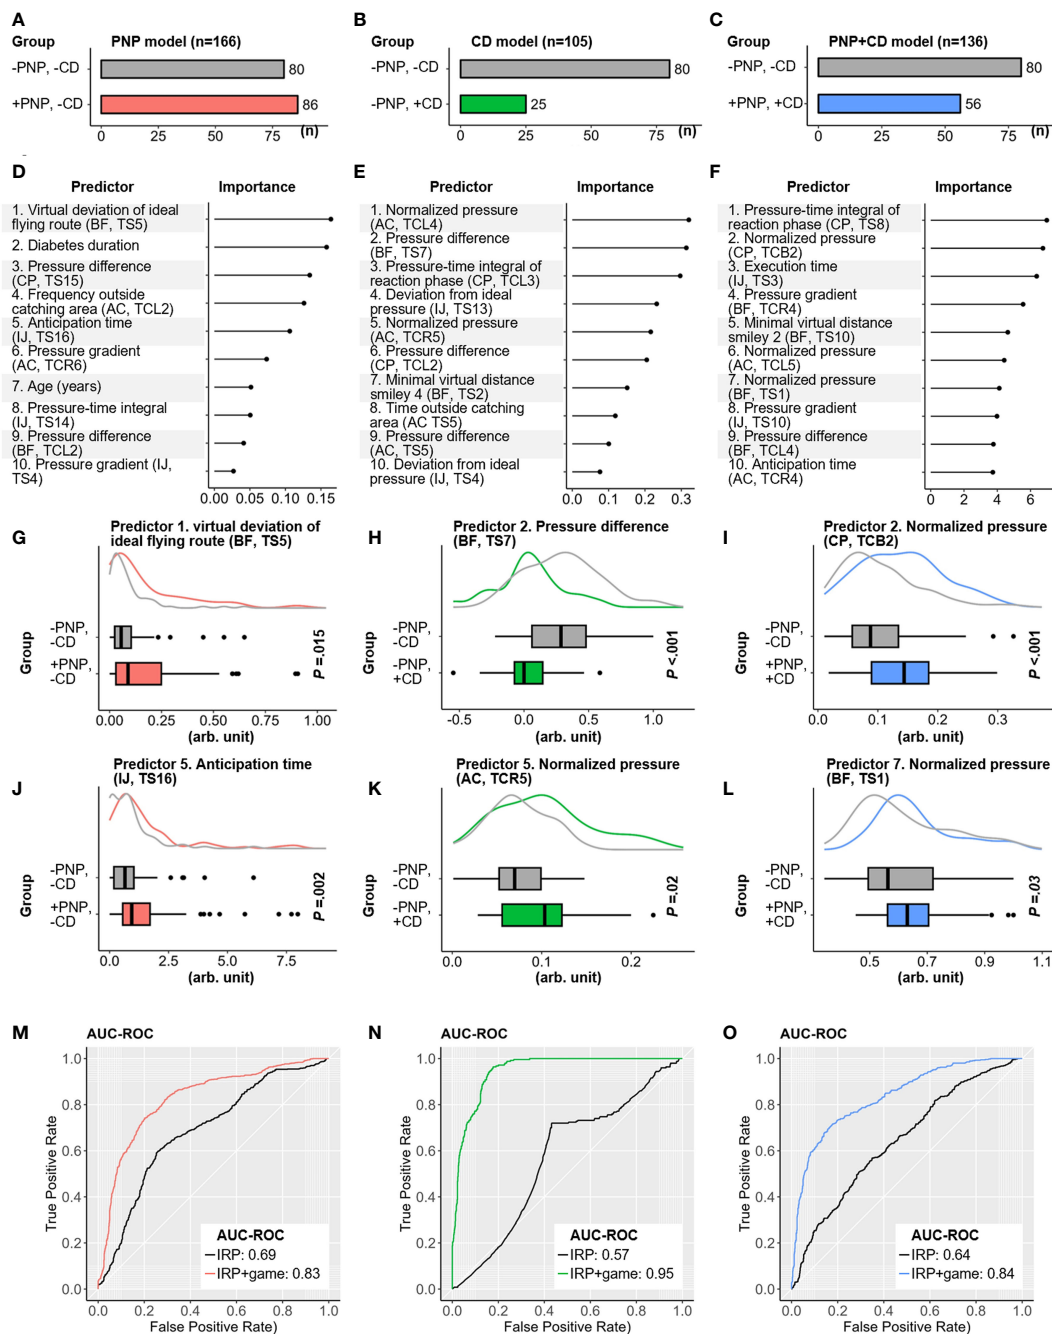 A
Group
PNP model (n=166)
-PNP, -CD
80
+PNP, -CD
86
0
25
50
75
(n)
B
Group
CD model (n=105)
-PNP, -CD
80
-PNP, +CD
25
0
25
50
75
(n)
C
Group
PNP+CD model (n=136)
-PNP, -CD
80
+PNP, +CD
56
0
25
50
75
(n)
D
Predictor
Importance
1. Virtual deviation of ideal
flying route (BF, TS5)
2. Diabetes duration
3. Pressure difference
(CP, TS15)
4. Frequency outside
catching area (AC, TCL2)
5. Anticipation time
(IJ, TS16)
6. Pressure gradient
(AC, TCR6)
7. Age (years)
8. Pressure-time integral
(IJ, TS14)
9. Pressure difference
(BF, TCL2)
10. Pressure gradient (IJ,
TS4)
0.00 0.05 0.10 0.15
E
Predictor
Importance
1. Normalized pressure
(AC, TCL4)
2. Pressure difference
(BF, TS7)
3. Pressure-time integral of
reaction phase (CP, TCL3)
4. Deviation from ideal
pressure (IJ, TS13)
5. Normalized pressure
(AC, TCR5)
6. Pressure difference
(CP, TCL2)
7. Minimal virtual distance
smiley 4 (BF, TS2)
8. Time outside catching
area (AC TS5)
9. Pressure difference
(AC, TS5)
10. Deviation from ideal
pressure (IJ, TS4)
0.0 0.1 0.2 0.3
F
Predictor
Importance
1. Pressure-time integral of
reaction phase (CP, TS8)
2. Normalized pressure
(CP, TCB2)
3. Execution time
(IJ, TS3)
4. Pressure gradient
(BF, TCR4)
5. Minimal virtual distance
smiley 2 (BF, TS10)
6. Normalized pressure
(AC, TCL5)
7. Normalized pressure
(BF, TS1)
8. Pressure gradient
(IJ, TS10)
9. Pressure difference
(BF, TCL4)
10. Anticipation time
(AC, TCR4)
0 2 4 6
G
Predictor 1. virtual deviation of
ideal flying route (BF, TS5)
Group
-PNP,
-CD
+PNP,
-CD
P =.015
0.00 0.25 0.50 0.75 1.00
(arb. unit)
H
Predictor 2. Pressure difference
(BF, TS7)
Group
-PNP,
-CD
-PNP,
+CD
P <.001
-0.5 0.0 0.5 1.0
(arb. unit)
I
Predictor 2. Normalized pressure
(CP, TCB2)
Group
-PNP,
-CD
+PNP,
+CD
P <.001
0.0 0.1 0.2 0.3
(arb. unit)
J
Predictor 5. Anticipation time
(IJ, TS16)
Group
-PNP,
-CD
+PNP,
-CD
P =.002
0.0 2.5 5.0 7.5
(arb. unit)
K
Predictor 5. Normalized pressure
(AC, TCR5)
Group
-PNP,
-CD
-PNP,
+CD
P =.02
0.0 0.1 0.2
(arb. unit)
L
Predictor 7. Normalized pressure
(BF, TS1)
Group
-PNP,
-CD
+PNP,
+CD
P =.03
0.5 0.7 0.9 1.1
(arb. unit)
M
AUC-ROC
True Positive Rate
1.0
0.8
0.6
0.4
0.2
0.0
AUC-ROC
IRP: 0.69
IRP+game: 0.83
0.0 0.2 0.4 0.6 0.8 1.0
False Positive Rate)
N
AUC-ROC
True Positive Rate
1.0
0.8
0.6
0.4
0.2
0.0
AUC-ROC
IRP: 0.57
IRP+game: 0.95
0.0 0.2 0.4 0.6 0.8 1.0
False Positive Rate)
O
AUC-ROC
True Positive Rate
1.0
0.8
0.6
0.4
0.2
0.0
AUC-ROC
IRP: 0.64
IRP+game: 0.84
0.0 0.2 0.4 0.6 0.8 1.0
False Positive Rate)